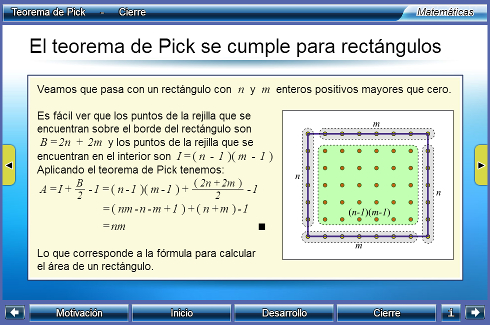 Teorema de Pick - Cierre
Matemáticas
El teorema de Pick se cumple para rectángulos
Veamos que pasa con un rectángulo con n y m enteros positivos mayores que cero.
Es fácil ver que los puntos de la rejilla que se
encuentran sobre el borde del rectángulo son
B = 2n + 2m y los puntos de la rejilla que se
encuentran en el interior son I = (n - 1)(m - 1)
Aplicando el teorema de Pick tenemos:
A = I + B/2 - 1 = (n - 1)(m - 1) + (2n + 2m)/2 - 1
= (nm - n - m + 1) + (n + m) - 1
= nm ■
Lo que corresponde a la fórmula para calcular
el área de un rectángulo.
m
n
n
(n-1)(m-1)
m
Motivación
Inicio
Desarrollo
Cierre
i